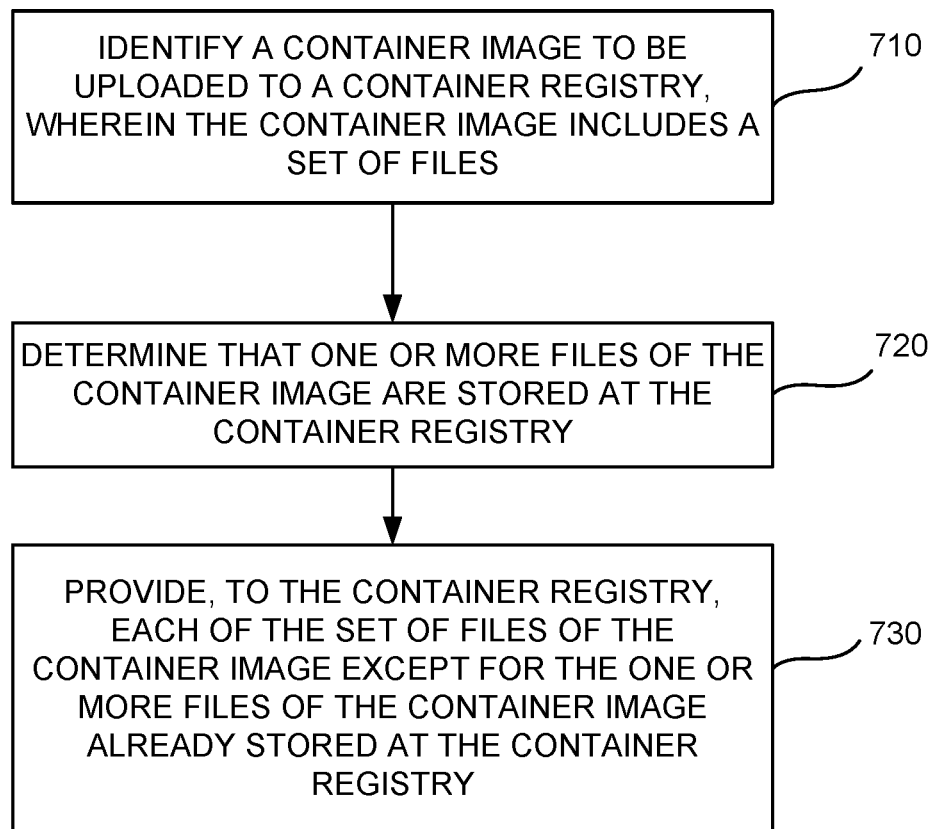 IDENTIFY A CONTAINER IMAGE TO BE
UPLOADED TO A CONTAINER REGISTRY,
WHEREIN THE CONTAINER IMAGE INCLUDES A
SET OF FILES
710
DETERMINE THAT ONE OR MORE FILES OF THE
CONTAINER IMAGE ARE STORED AT THE
CONTAINER REGISTRY
720
PROVIDE, TO THE CONTAINER REGISTRY,
EACH OF THE SET OF FILES OF THE
CONTAINER IMAGE EXCEPT FOR THE ONE OR
MORE FILES OF THE CONTAINER IMAGE
ALREADY STORED AT THE CONTAINER
REGISTRY
730